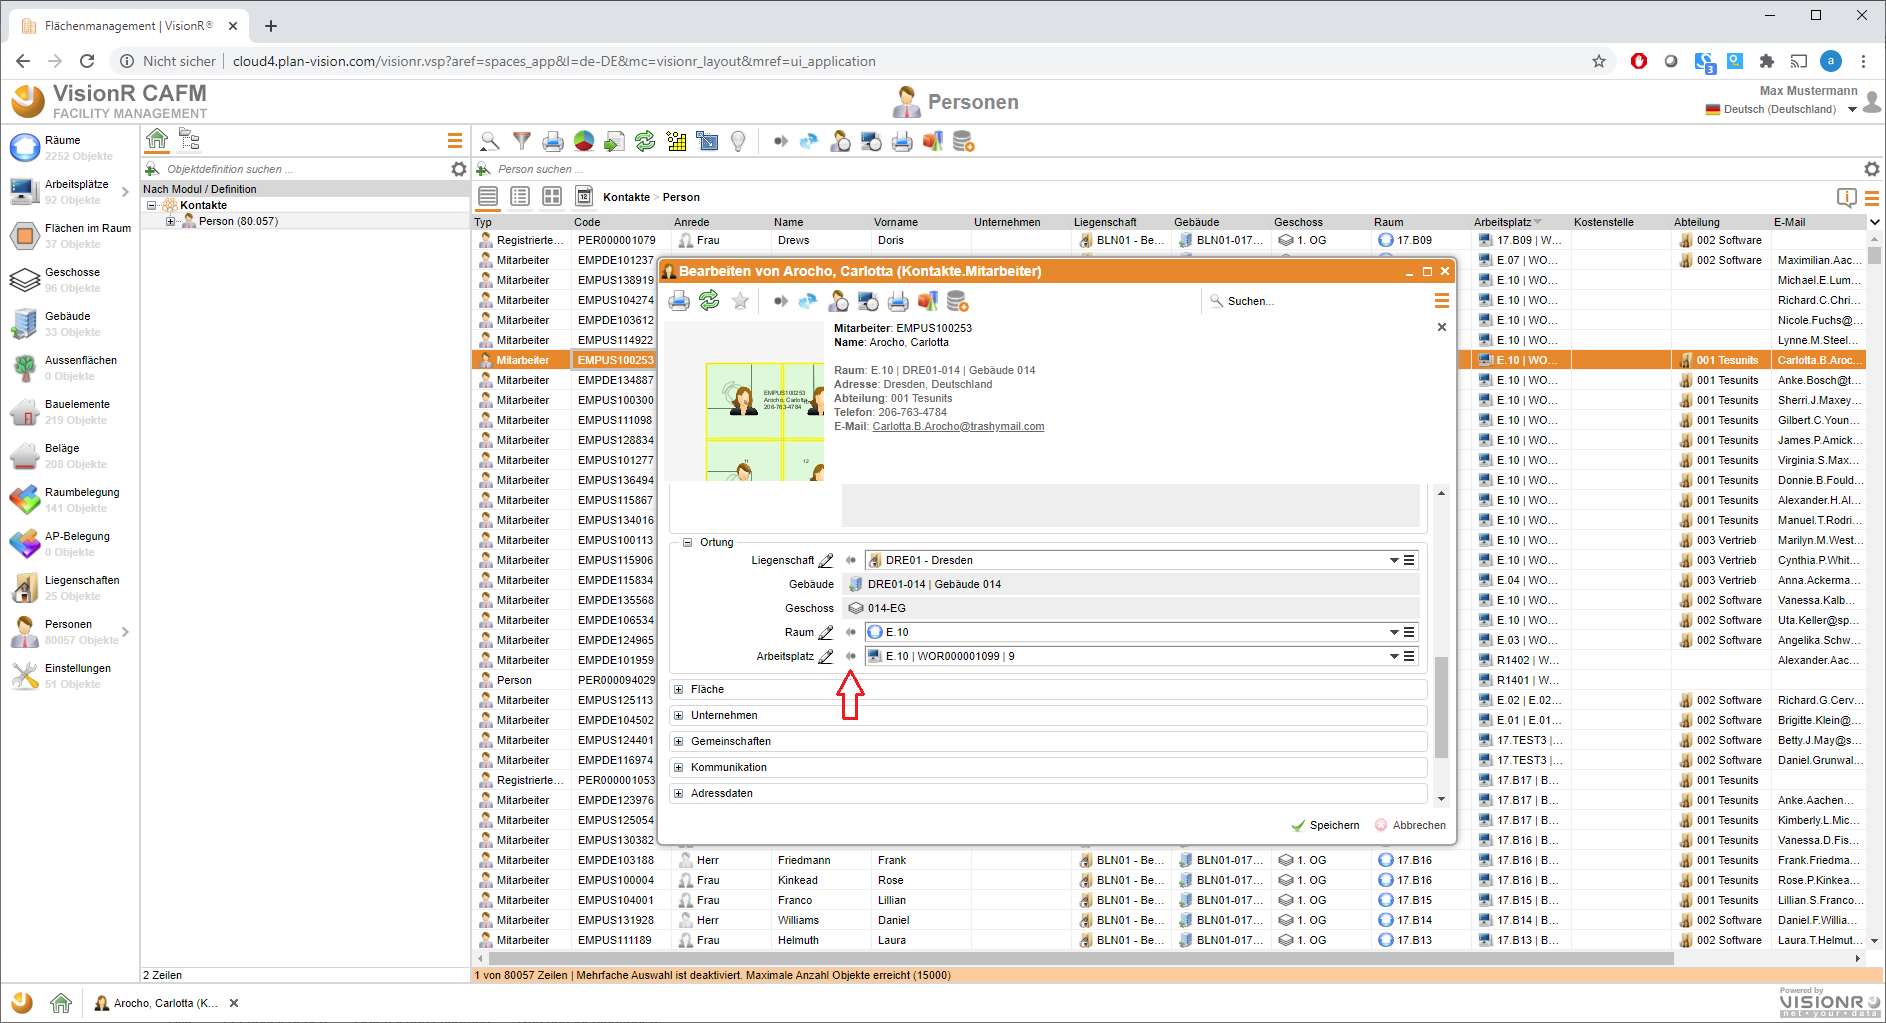 Flächenmanagement | VisionR®
Nicht sicher | cloud4.plan-vision.com/visionr.vsp?aref=spaces_app&l=de-DE&mc=visionr_layout&mref=ui_application
3
a
VisionR CAFM
FACILITY MANAGEMENT
Personen
Max Mustermann
Deutsch (Deutschland)
Räume
2252 Objekte
Arbeitsplätze
92 Objekte
Flächen im Raum
37 Objekte
Geschosse
96 Objekte
Gebäude
33 Objekte
Aussenflächen
0 Objekte
Bauelemente
219 Objekte
Beläge
208 Objekte
Raumbelegung
141 Objekte
AP-Belegung
0 Objekte
Liegenschaften
25 Objekte
Personen
80057 Objekte
Einstellungen
51 Objekte
Objektdefinition suchen ...
Nach Modul / Definition
Kontakte
Person (80.057)
2 Zeilen
Person suchen ...
12
Kontakte > Person
Typ Code Anrede Name Vorname Unternehmen Liegenschaft Gebäude Geschoss Raum Arbeitsplatz Kostenstelle Abteilung E-Mail
Registrierte... PER000001079 Frau Drews Doris BLN01 - Be... BLN01-017... 1. OG 17.B09 17.B09 | W... 002 Software
Mitarbeiter EMPDE101237 E.07 | WO... 002 Software Maximilian.Aac...
Mitarbeiter EMPUS138919 E.10 | WO... Michael.E.Lum...
Mitarbeiter EMPUS104274 E.10 | WO... Richard.C.Chri...
Mitarbeiter EMPDE103612 E.10 | WO... Nicole.Fuchs@...
Mitarbeiter EMPUS114922 E.10 | WO... Lynne.M.Steel...
Mitarbeiter EMPUS100253 E.10 | WO... 001 Tesunits Carlotta.B.Aroc...
Mitarbeiter EMPDE134887 E.10 | WO... 001 Tesunits Anke.Bosch@t...
Mitarbeiter EMPUS100300 E.10 | WO... 001 Tesunits Sherri.J.Maxey...
Mitarbeiter EMPUS111098 E.10 | WO... 001 Tesunits Gilbert.C.Youn...
Mitarbeiter EMPUS128834 E.10 | WO... 001 Tesunits James.P.Amick...
Mitarbeiter EMPUS101277 E.10 | WO... 001 Tesunits Virginia.S.Max...
Mitarbeiter EMPUS136494 E.10 | WO... 001 Tesunits Donnie.B.Fould...
Mitarbeiter EMPUS115867 E.10 | WO... 001 Tesunits Alexander.H.Al...
Mitarbeiter EMPUS134016 E.10 | WO... 001 Tesunits Manuel.T.Rodri...
Mitarbeiter EMPUS100113 E.10 | WO... 003 Vertrieb Marilyn.M.West...
Mitarbeiter EMPUS115906 E.10 | WO... 003 Vertrieb Cynthia.P.Whit...
Mitarbeiter EMPUS115834 E.04 | WO... 003 Vertrieb Anna.Ackerma...
Mitarbeiter EMPDE135568 E.10 | WO... 002 Software Vanessa.Kalb...
Mitarbeiter EMPDE106534 E.10 | WO... 002 Software Uta.Keller@sp...
Mitarbeiter EMPDE124965 E.03 | WO... 002 Software Angelika.Schw...
Mitarbeiter EMPDE101959 R1402 | W... Alexander.Aac...
Person PER000094029 R1401 | W...
Mitarbeiter EMPUS125113 E.02 | E.02... 002 Software Richard.G.Cerv...
Mitarbeiter EMPDE104502 E.01 | E.01... 002 Software Brigitte.Klein@...
Mitarbeiter EMPUS124401 17.TEST3 |... 002 Software Betty.J.May@s...
Mitarbeiter EMPDE116974 17.TEST3 |... 002 Software Daniel.Grunwal...
Registrierte... PER000001053 17.B17 | B... 001 Tesunits
Mitarbeiter EMPDE123976 17.B17 | B... 001 Tesunits Anke.Aachen...
Mitarbeiter EMPUS125054 17.B17 | B... 001 Tesunits Kimberly.L.Mic...
Mitarbeiter EMPUS130382 17.B16 | B... 001 Tesunits Vanessa.D.Fis...
Mitarbeiter EMPDE103188 Herr Friedmann Frank BLN01 - Be... BLN01-017... 1. OG 17.B16 17.B16 | B... 001 Tesunits Frank.Friedma...
Mitarbeiter EMPUS100004 Frau Kinkead Rose BLN01 - Be... BLN01-017... 1. OG 17.B16 17.B16 | B... 001 Tesunits Rose.P.Kinkea...
Mitarbeiter EMPUS104001 Frau Franco Lillian BLN01 - Be... BLN01-017... 1. OG 17.B15 17.B15 | B... 001 Tesunits Lillian.S.Franco...
Mitarbeiter EMPUS131928 Herr Williams Daniel BLN01 - Be... BLN01-017... 1. OG 17.B14 17.B14 | B... 002 Software Daniel.F.Willia...
Mitarbeiter EMPUS111189 Frau Helmuth Laura BLN01 - Be... BLN01-017... 1. OG 17.B13 17.B13 | B... 002 Software Laura.T.Helmut...
1 von 80057 Zeilen | Mehrfache Auswahl ist deaktiviert. Maximale Anzahl Objekte erreicht (15000)
Bearbeiten von Arocho, Carlotta (Kontakte.Mitarbeiter)
Suchen...
EMPUS100253
Arocho, Carlotta
206-763-4784
11
12
Mitarbeiter: EMPUS100253
Name: Arocho, Carlotta
Raum: E.10 | DRE01-014 | Gebäude 014
Adresse: Dresden, Deutschland
Abteilung: 001 Tesunits
Telefon: 206-763-4784
E-Mail: Carlotta.B.Arocho@trashymail.com
Ortung
Liegenschaft DRE01 - Dresden
Gebäude DRE01-014 | Gebäude 014
Geschoss 014-EG
Raum E.10
Arbeitsplatz E.10 | WOR000001099 | 9
Fläche
Unternehmen
Gemeinschaften
Kommunikation
Adressdaten
Speichern Abbrechen
Arocho, Carlotta (K...
Powered by
VISIONR
net • your • data